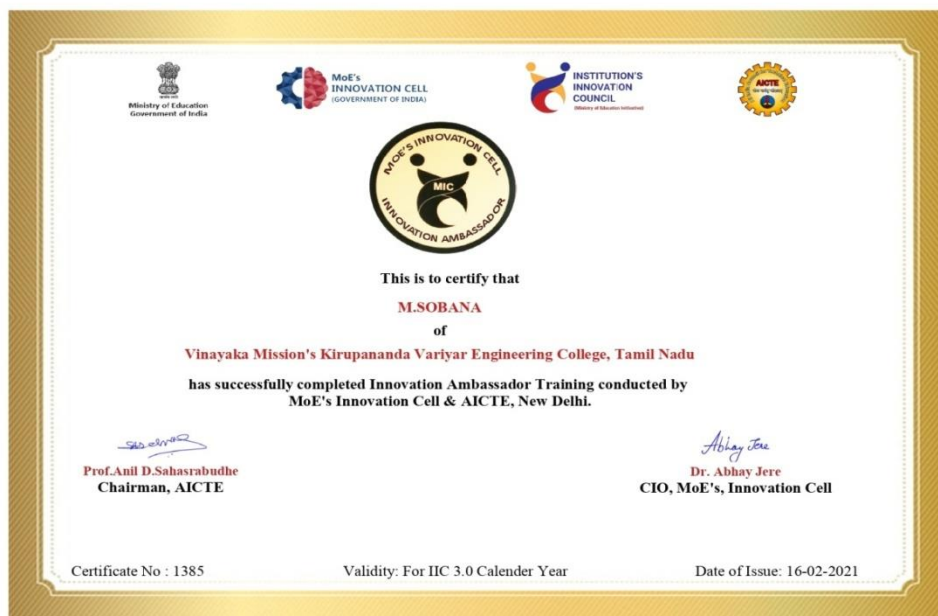 Ministry of Education
Government of India
MoE's
INNOVATION CELL
(GOVERNMENT OF INDIA)
INSTITUTION'S
INNOVATION
COUNCIL
(Ministry of Education Initiative)
AICTE
MOE'S INNOVATION CELL
MIC
INNOVATION AMBASSADOR
This is to certify that
M.SOBANA
of
Vinayaka Mission's Kirupananda Variyar Engineering College, Tamil Nadu
has successfully completed Innovation Ambassador Training conducted by
MoE's Innovation Cell & AICTE, New Delhi.
Abhay Jere
Prof.Anil D.Sahasrabudhe
Chairman, AICTE
Dr. Abhay Jere
CIO, MoE's, Innovation Cell
Certificate No : 1385
Validity: For IIC 3.0 Calender Year
Date of Issue: 16-02-2021